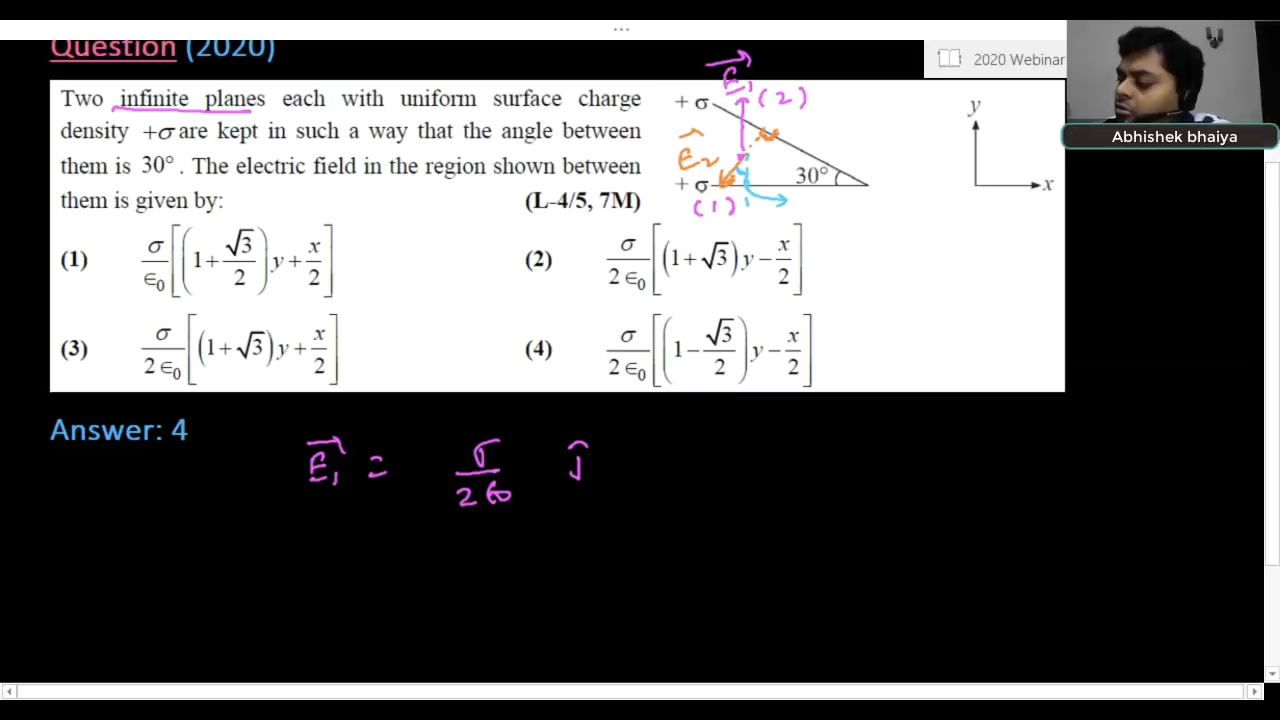 ...
Question (2020)
2020 Webinar
Abhishek bhaiya
Two infinite planes each with uniform surface charge
density +σ are kept in such a way that the angle between
them is 30°. The electric field in the region shown between
them is given by: (L-4/5, 7M)
E₁
+σ (2)
E₂
+σ 30°
(1)
y
x
(1) σ/∈₀ [(1+√3/2)y+x/2]
(2) σ/2∈₀ [(1+√3)y−x/2]
(3) σ/2∈₀ [(1+√3)y+x/2]
(4) σ/2∈₀ [(1−√3/2)y−x/2]
Answer: 4
E₁ = σ/2ε₀ ĵ